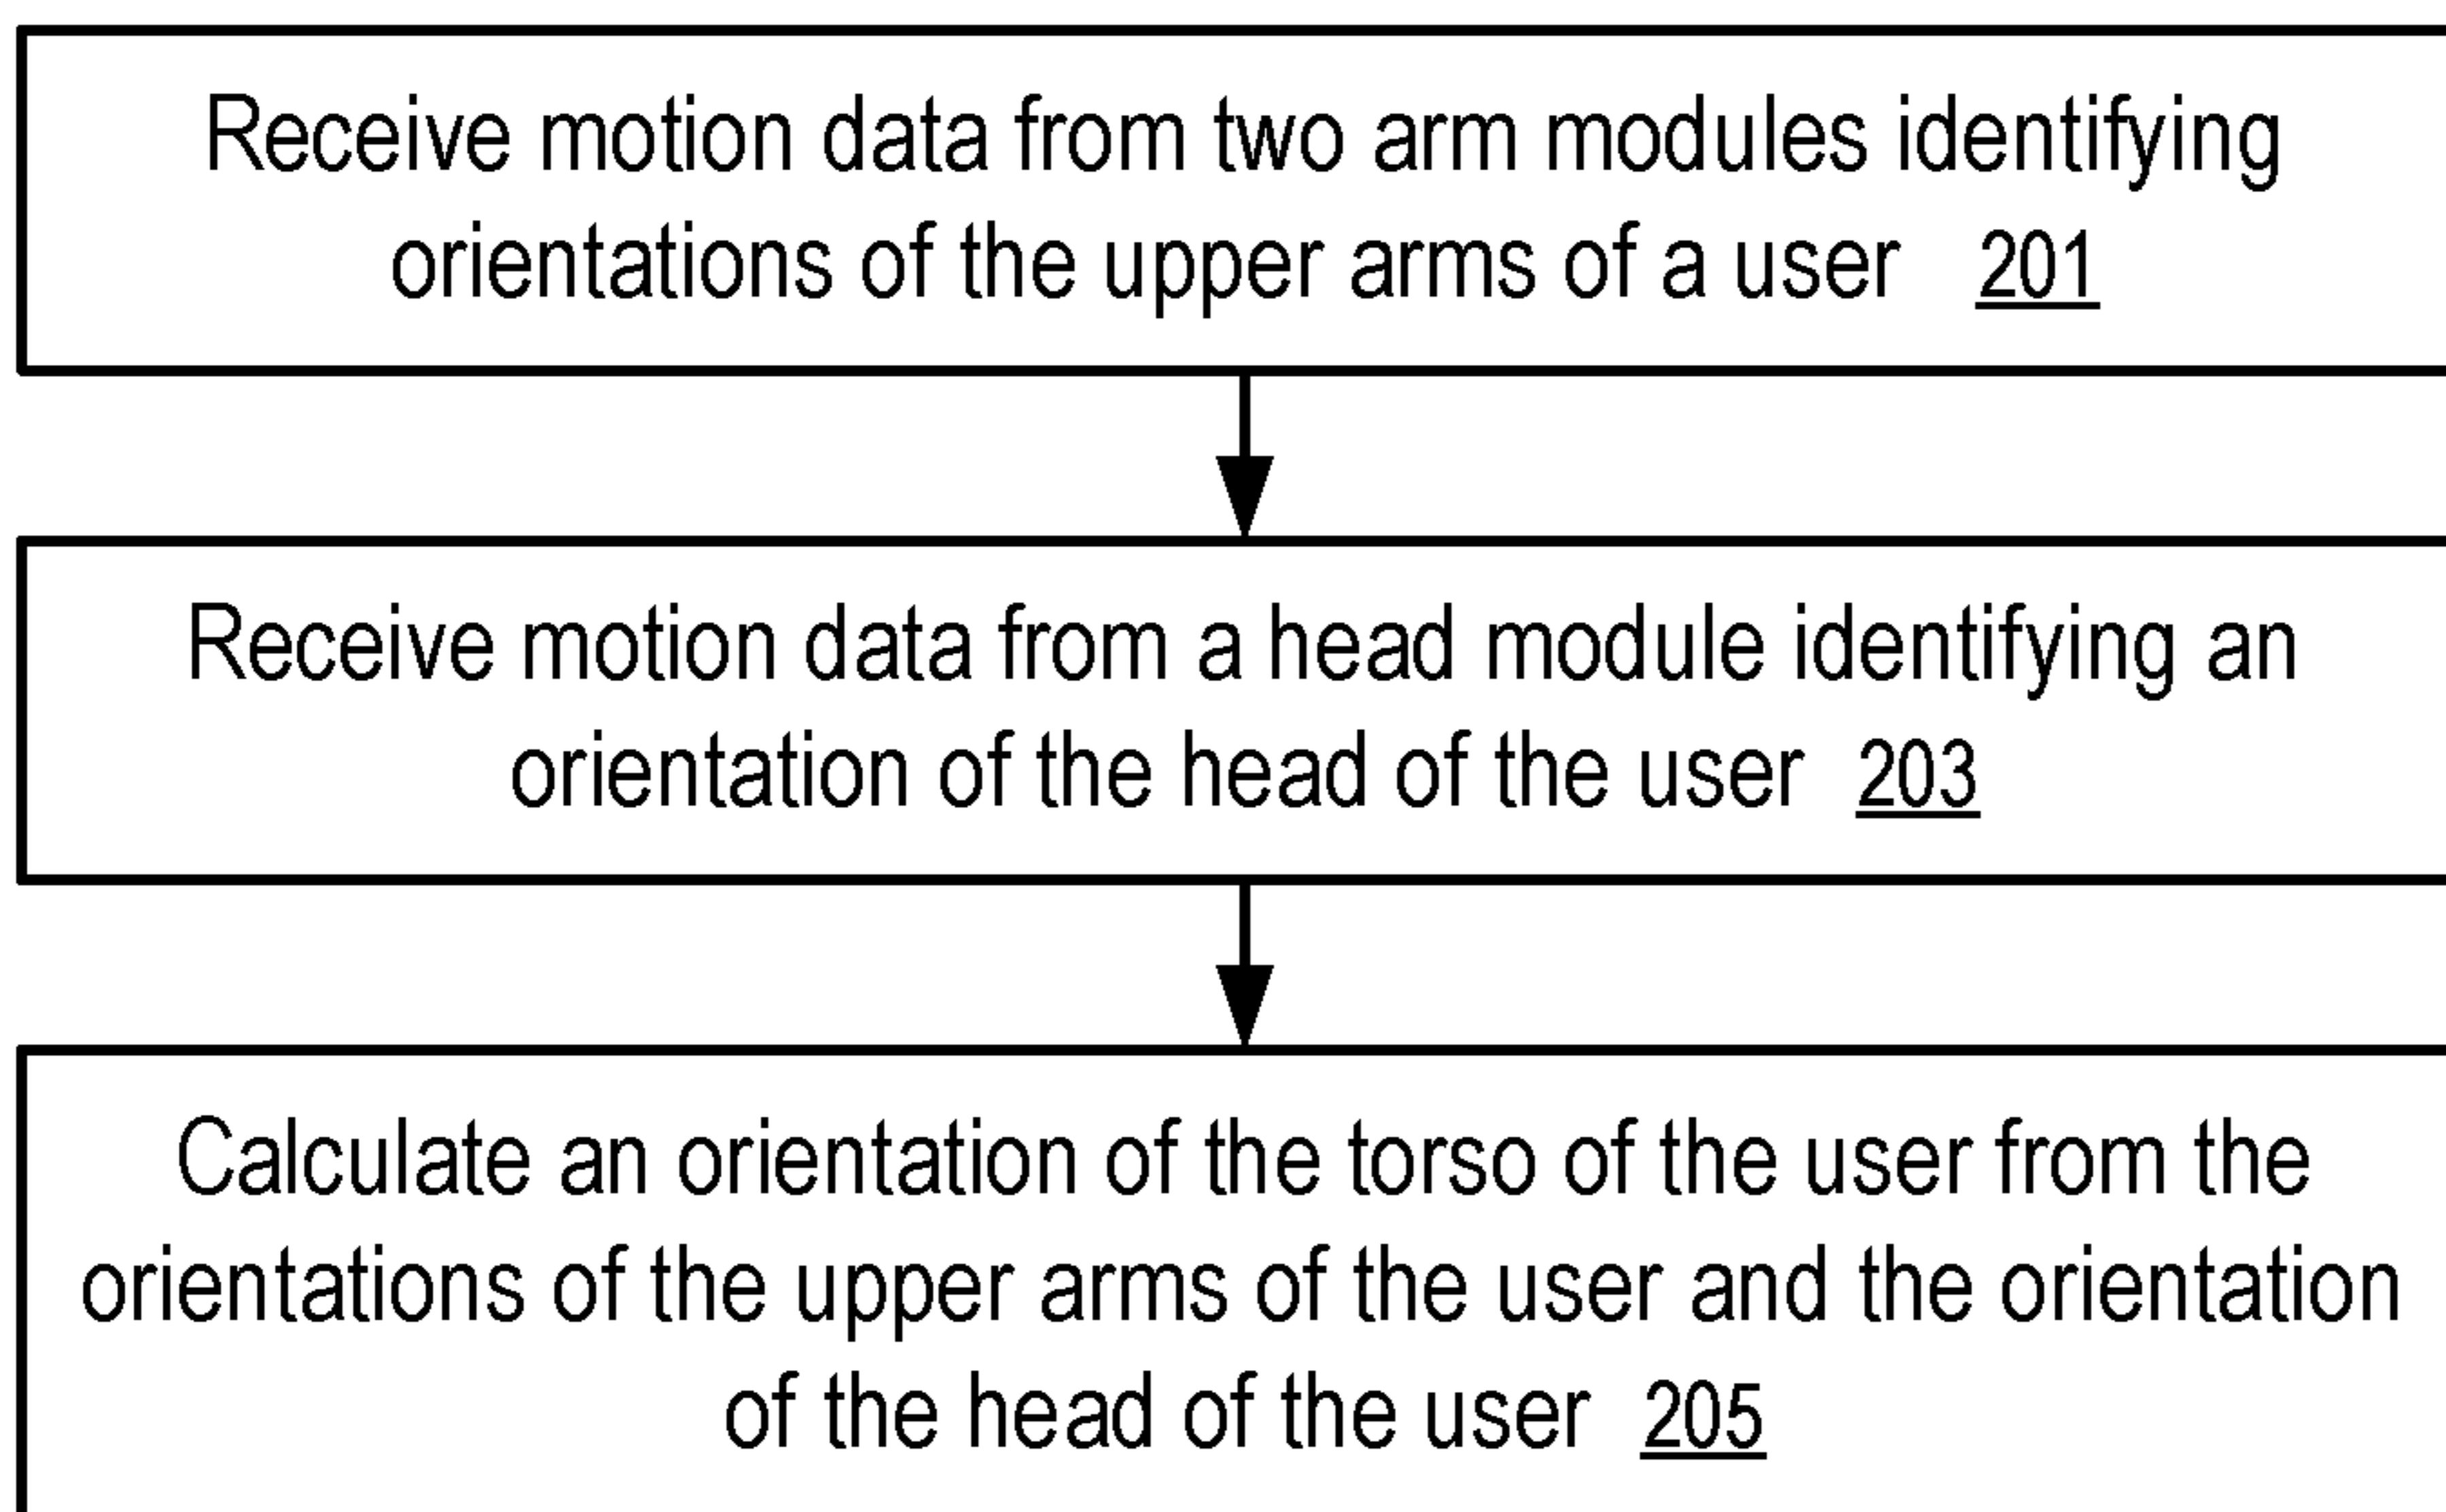 Receive motion data from two arm modules identifying
orientations of the upper arms of a user 201
Receive motion data from a head module identifying an
orientation of the head of the user 203
Calculate an orientation of the torso of the user from the
orientations of the upper arms of the user and the orientation
of the head of the user 205